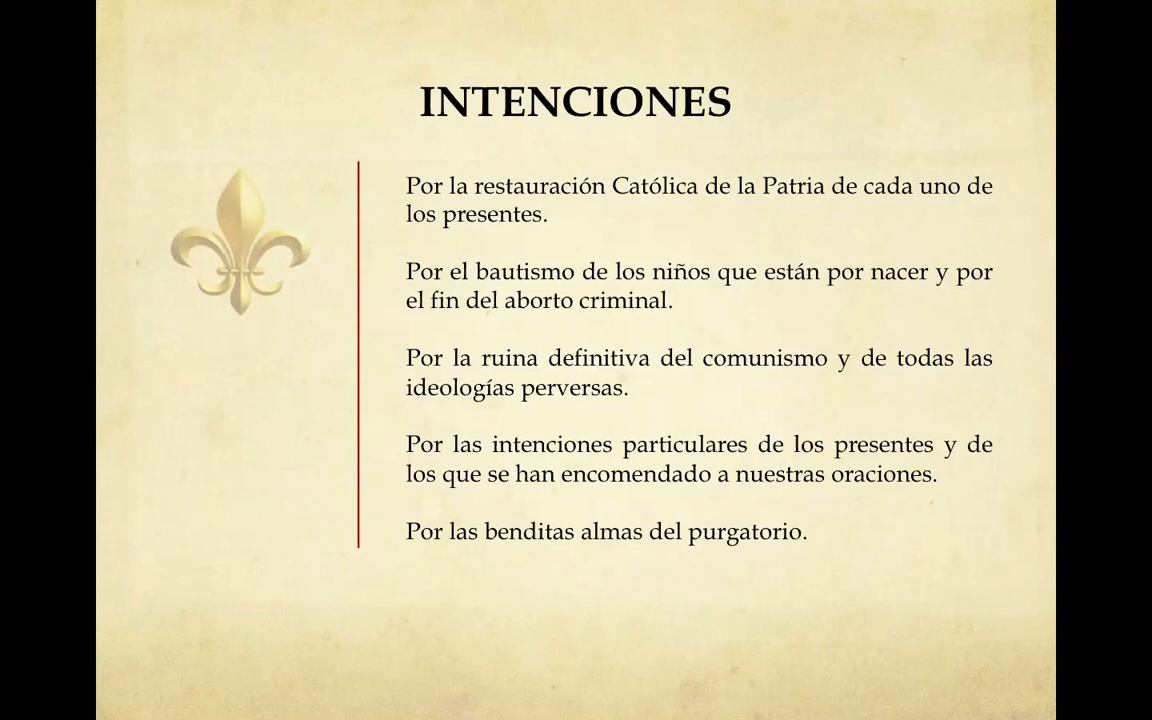 INTENCIONES
Por la restauración Católica de la Patria de cada uno de
los presentes.
Por el bautismo de los niños que están por nacer y por
el fin del aborto criminal.
Por la ruina definitiva del comunismo y de todas las
ideologías perversas.
Por las intenciones particulares de los presentes y de
los que se han encomendado a nuestras oraciones.
Por las benditas almas del purgatorio.